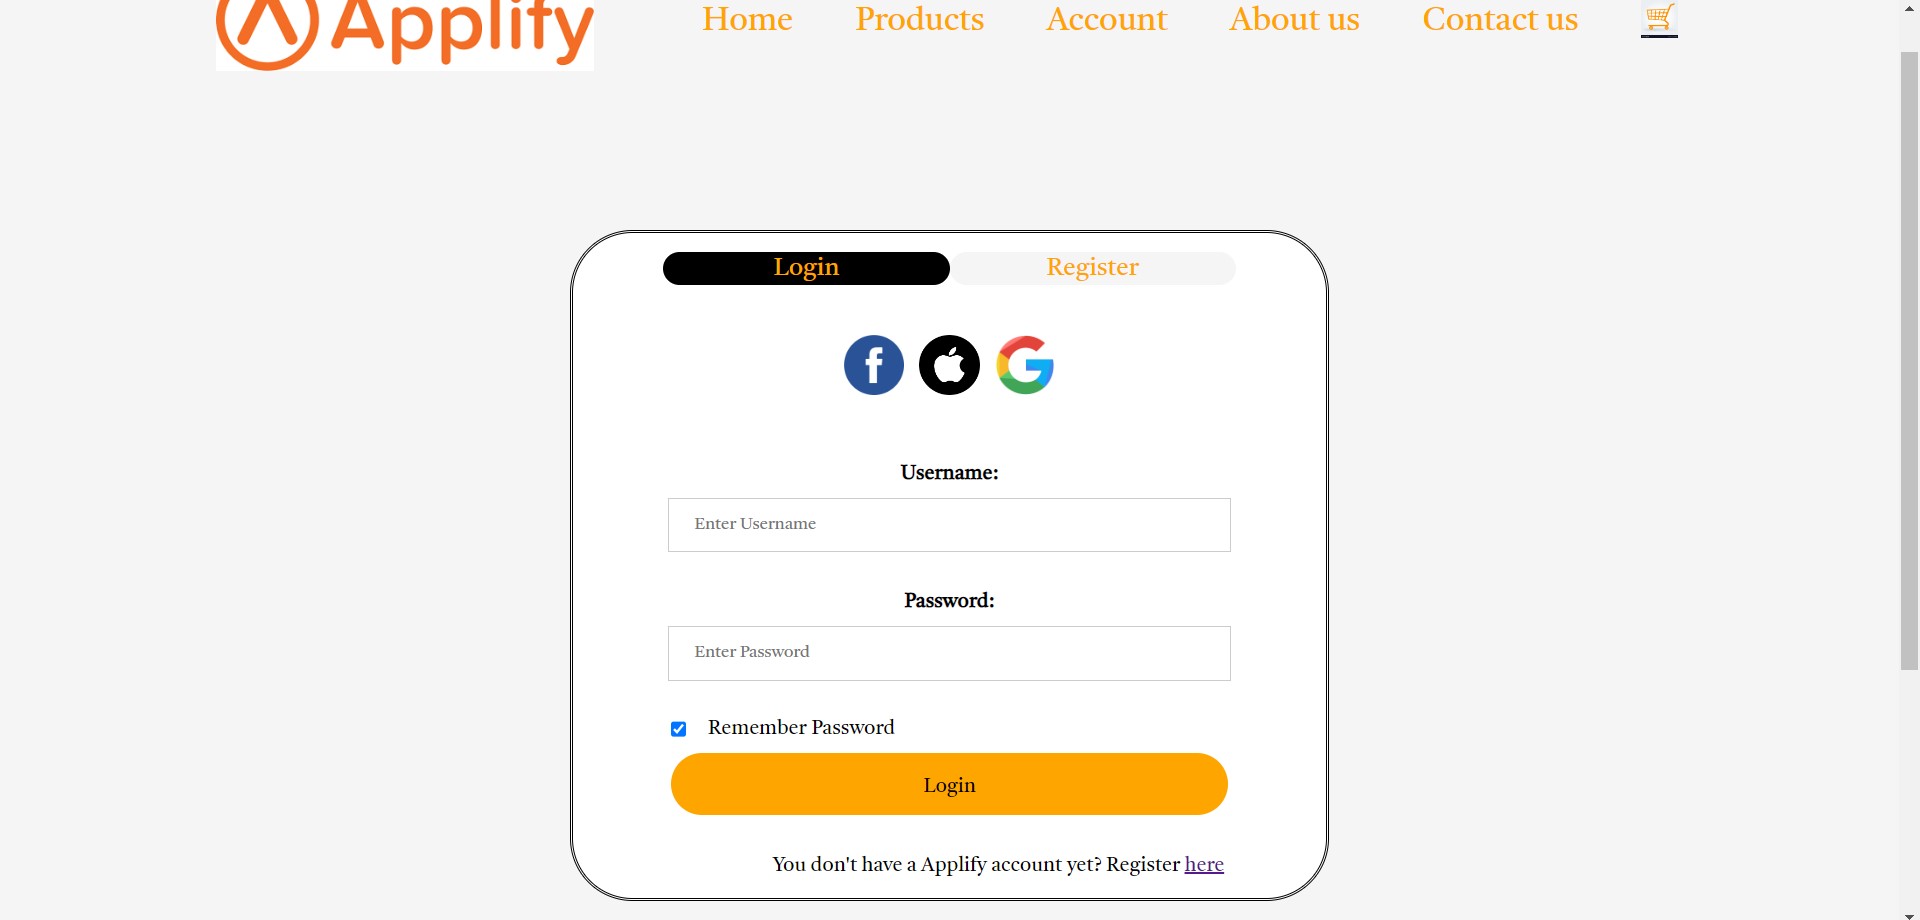 Applify
Home Products Account About us Contact us
Login Register
Username:
Enter Username
Password:
Enter Password
Remember Password
Login
You don't have a Applify account yet? Register here